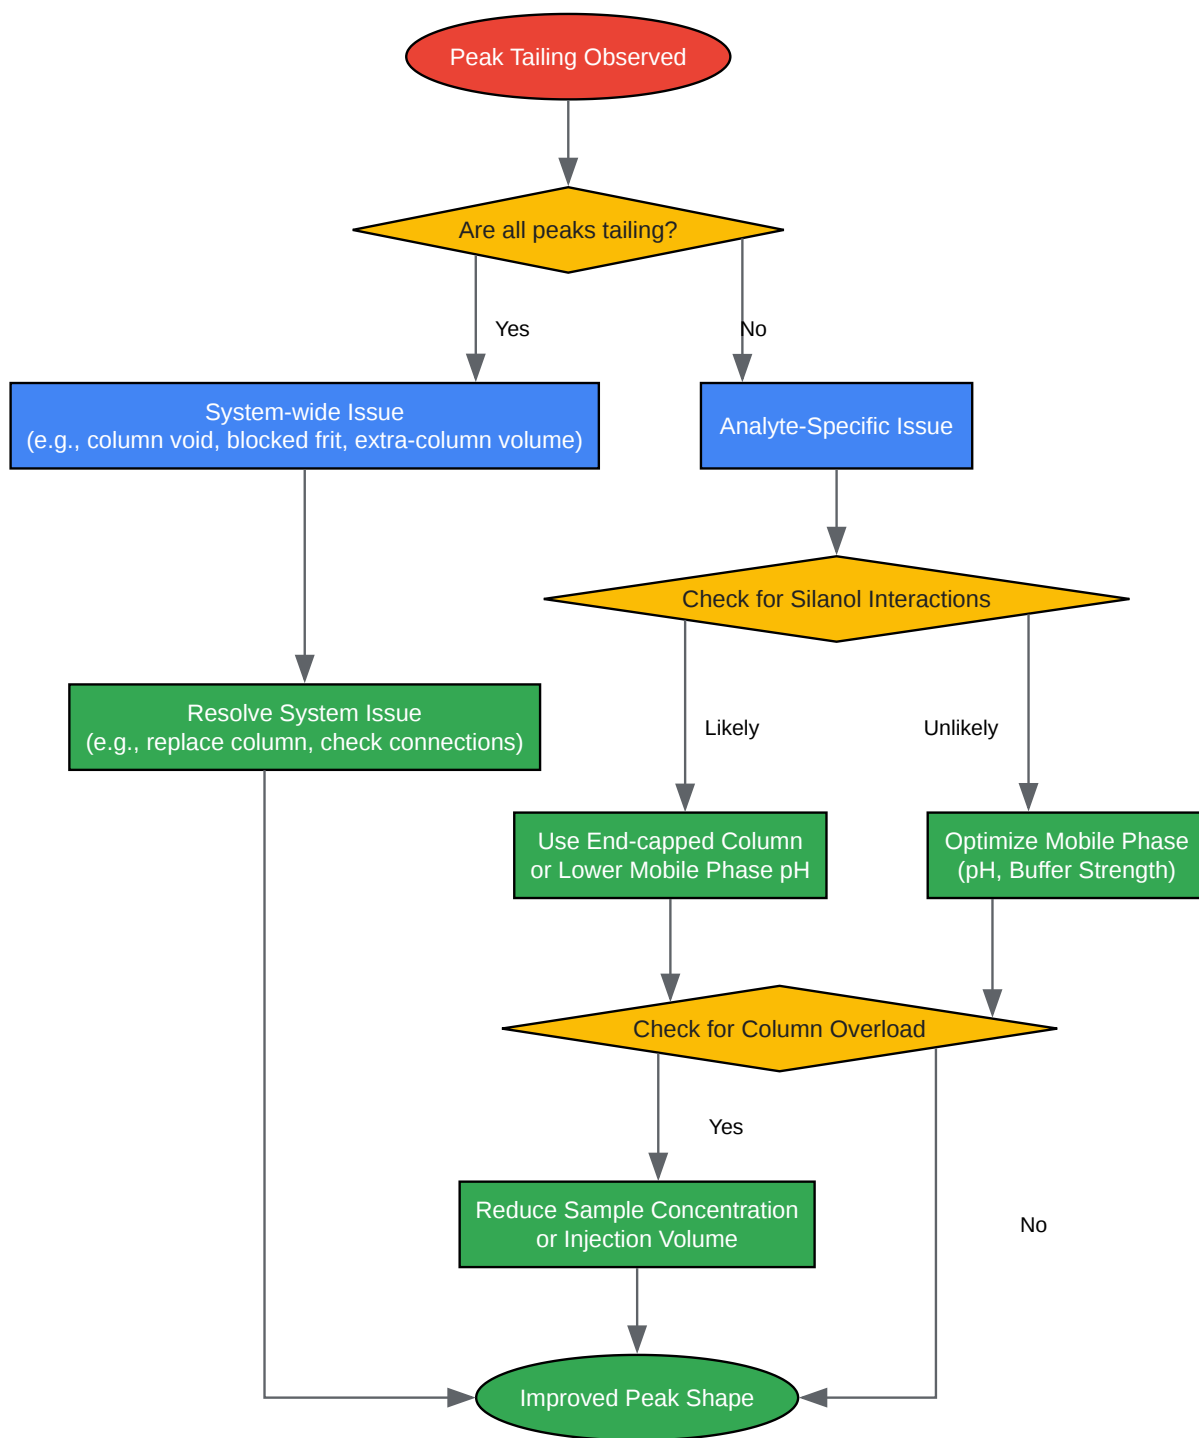 Peak Tailing Observed
Are all peaks tailing?
Yes
No
System-wide Issue
(e.g., column void, blocked frit, extra-column volume)
Analyte-Specific Issue
Check for Silanol Interactions
Resolve System Issue
(e.g., replace column, check connections)
Likely
Unlikely
Use End-capped Column
or Lower Mobile Phase pH
Optimize Mobile Phase
(pH, Buffer Strength)
Check for Column Overload
Yes
Reduce Sample Concentration
or Injection Volume
No
Improved Peak Shape